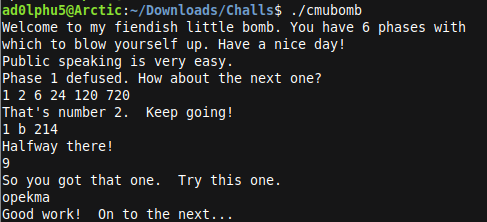 ad0lphu5@Arctic:~/Downloads/Challs$ ./cmubomb
Welcome to my fiendish little bomb. You have 6 phases with
which to blow yourself up. Have a nice day!
Public speaking is very easy.
Phase 1 defused. How about the next one?
1 2 6 24 120 720
That's number 2.  Keep going!
1 b 214
Halfway there!
9
So you got that one.  Try this one.
opekma
Good work!  On to the next...